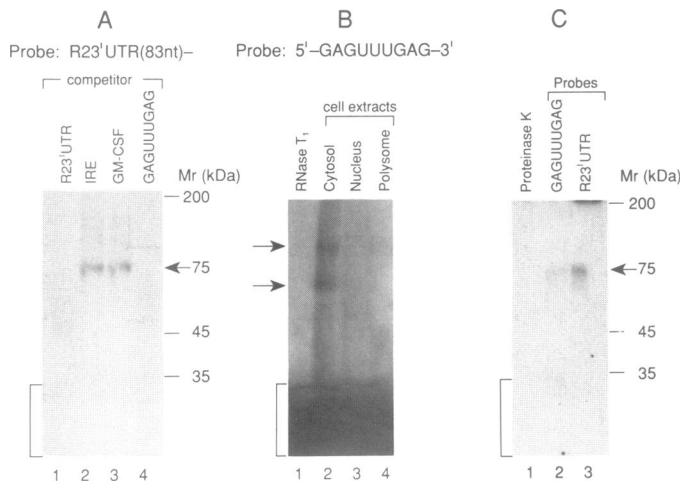 A
Probe: R23'UTR(83nt)–
competitor
R23'UTR
IRE
GM-CSF
GAGUUUGAG
Mr (kDa)
200
75
45
35
1 2 3 4
B
Probe: 5'–GAGUUUGAG–3'
cell extracts
RNase T1
Cytosol
Nucleus
Polysome
1 2 3 4
C
Probes
Proteinase K
GAGUUUGAG
R23'UTR
Mr (kDa)
200
75
45
35
1 2 3